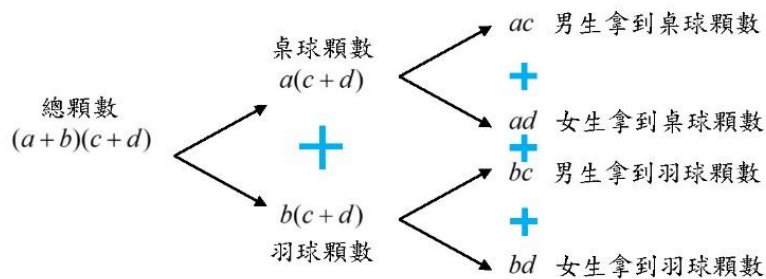 總顆數
(a+b)(c+d)
桌球顆數
a(c+d)
+
b(c+d)
羽球顆數
ac 男生拿到桌球顆數
+
ad 女生拿到桌球顆數
+
bc 男生拿到羽球顆數
+
bd 女生拿到羽球顆數